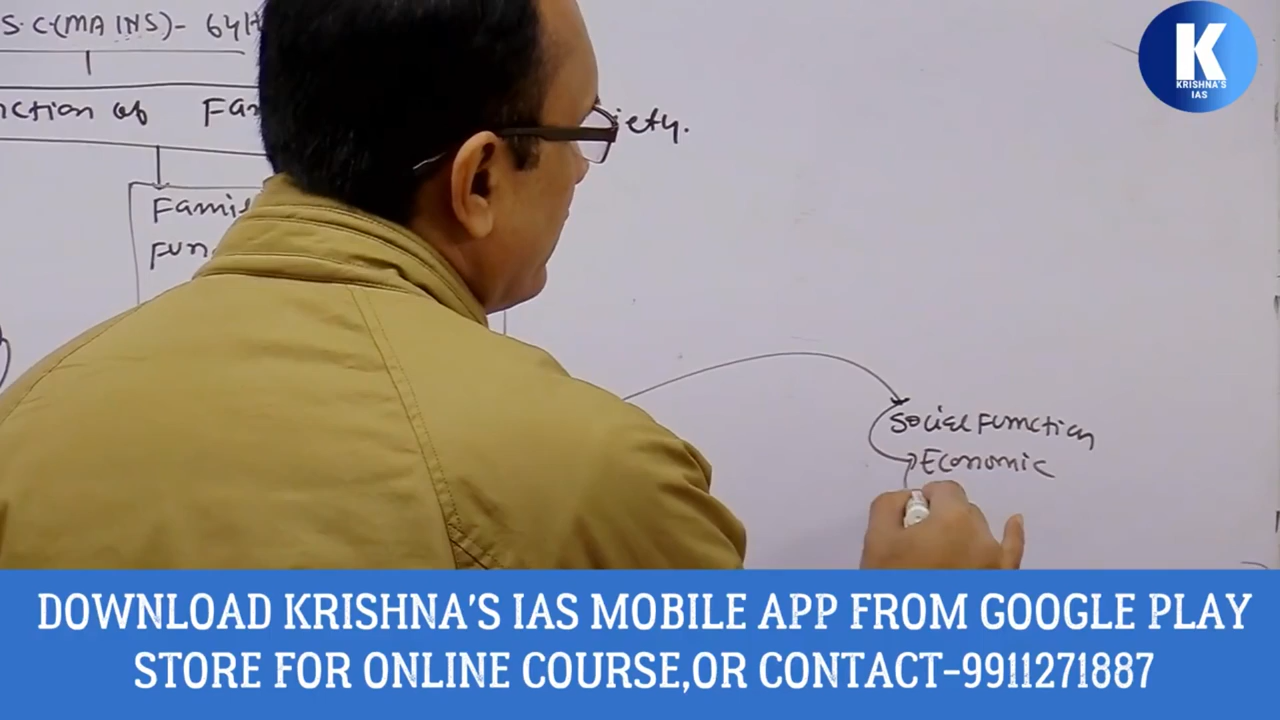 S.C(MAINS)- 64
nction of Fa iety.
Fami
Fun
Social Function
Economic
K
KRISHNA'S
IAS
DOWNLOAD KRISHNA'S IAS MOBILE APP FROM GOOGLE PLAY
STORE FOR ONLINE COURSE,OR CONTACT-9911271887